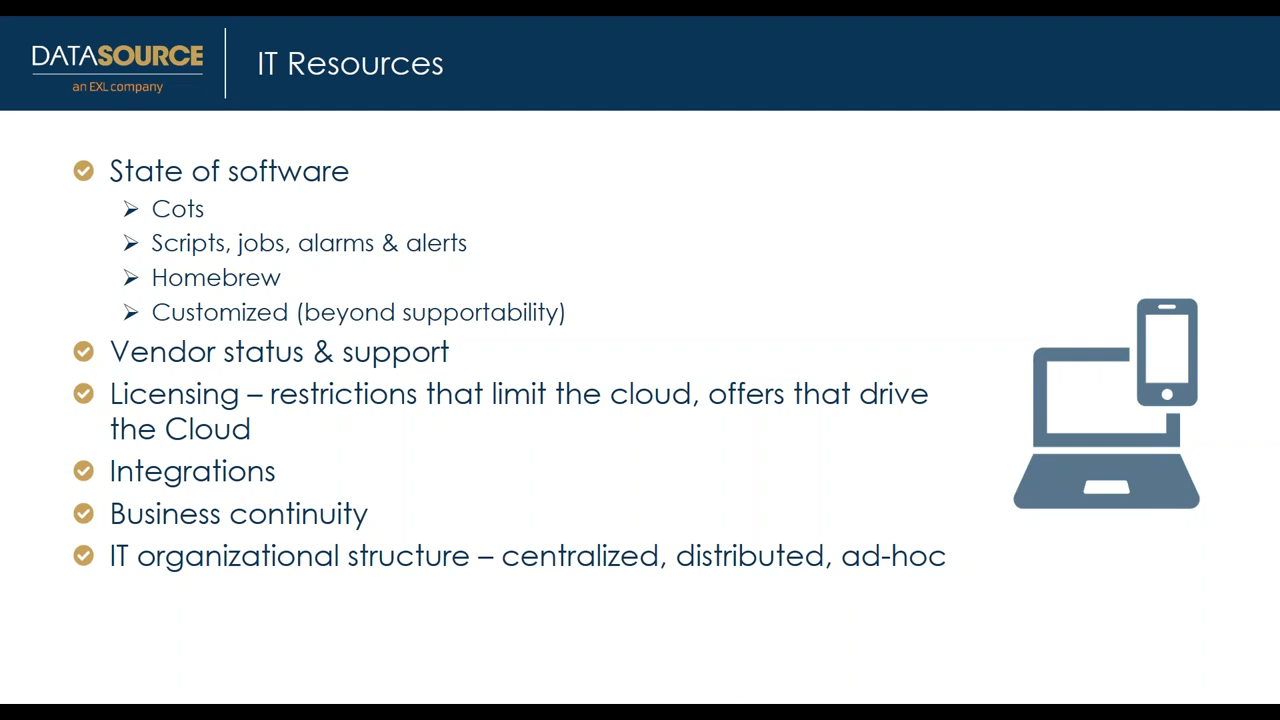 DATASOURCE
an EXL company
IT Resources
State of software
Cots
Scripts, jobs, alarms & alerts
Homebrew
Customized (beyond supportability)
Vendor status & support
Licensing – restrictions that limit the cloud, offers that drive
the Cloud
Integrations
Business continuity
IT organizational structure – centralized, distributed, ad-hoc